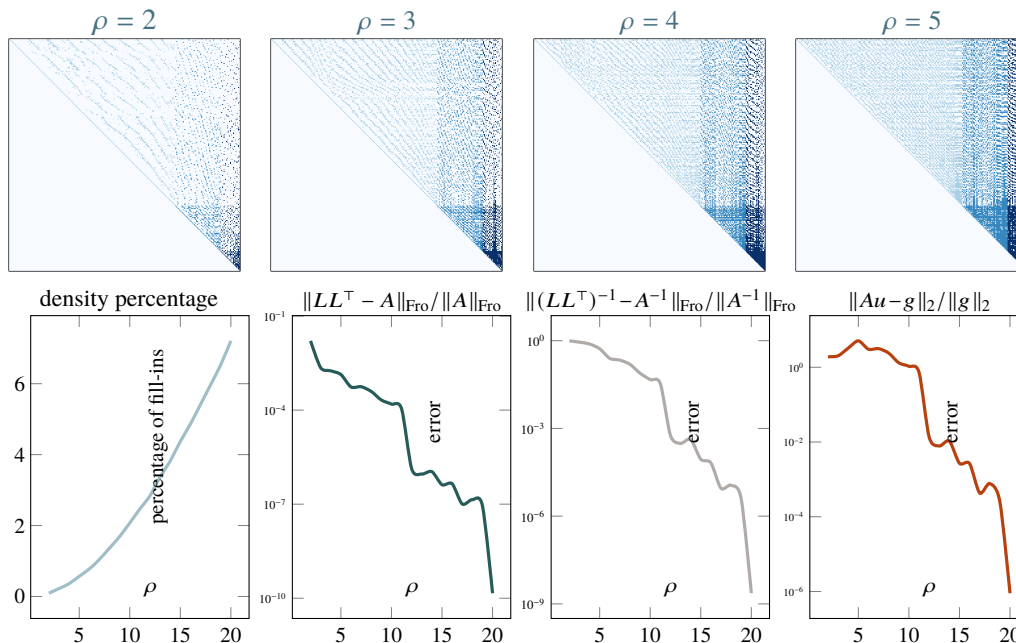 ρ = 2
ρ = 3
ρ = 4
ρ = 5
density percentage
6
4
2
0
percentage of fill-ins
ρ
5 10 15 20
‖LL⊤ − A‖Fro/‖A‖Fro
10⁻¹
10⁻⁴
10⁻⁷
10⁻¹⁰
error
ρ
5 10 15 20
‖(LL⊤)⁻¹−A⁻¹‖Fro/‖A⁻¹‖Fro
10⁰
10⁻³
10⁻⁶
10⁻⁹
error
ρ
5 10 15 20
‖Au−g‖₂/‖g‖₂
10⁰
10⁻²
10⁻⁴
10⁻⁶
error
ρ
5 10 15 20